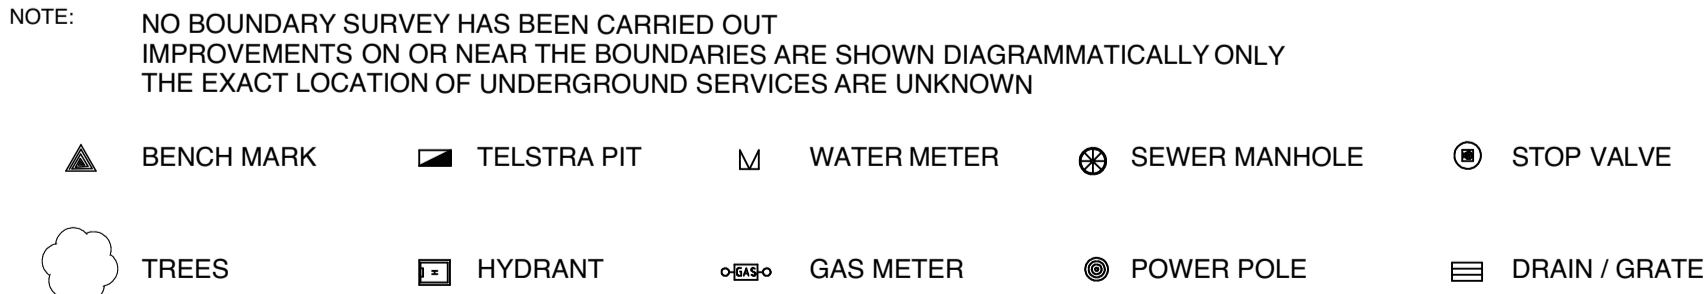 NOTE: NO BOUNDARY SURVEY HAS BEEN CARRIED OUT
IMPROVEMENTS ON OR NEAR THE BOUNDARIES ARE SHOWN DIAGRAMMATICALLY ONLY
THE EXACT LOCATION OF UNDERGROUND SERVICES ARE UNKNOWN
BENCH MARK TELSTRA PIT WATER METER SEWER MANHOLE STOP VALVE
TREES HYDRANT GAS GAS METER POWER POLE DRAIN / GRATE